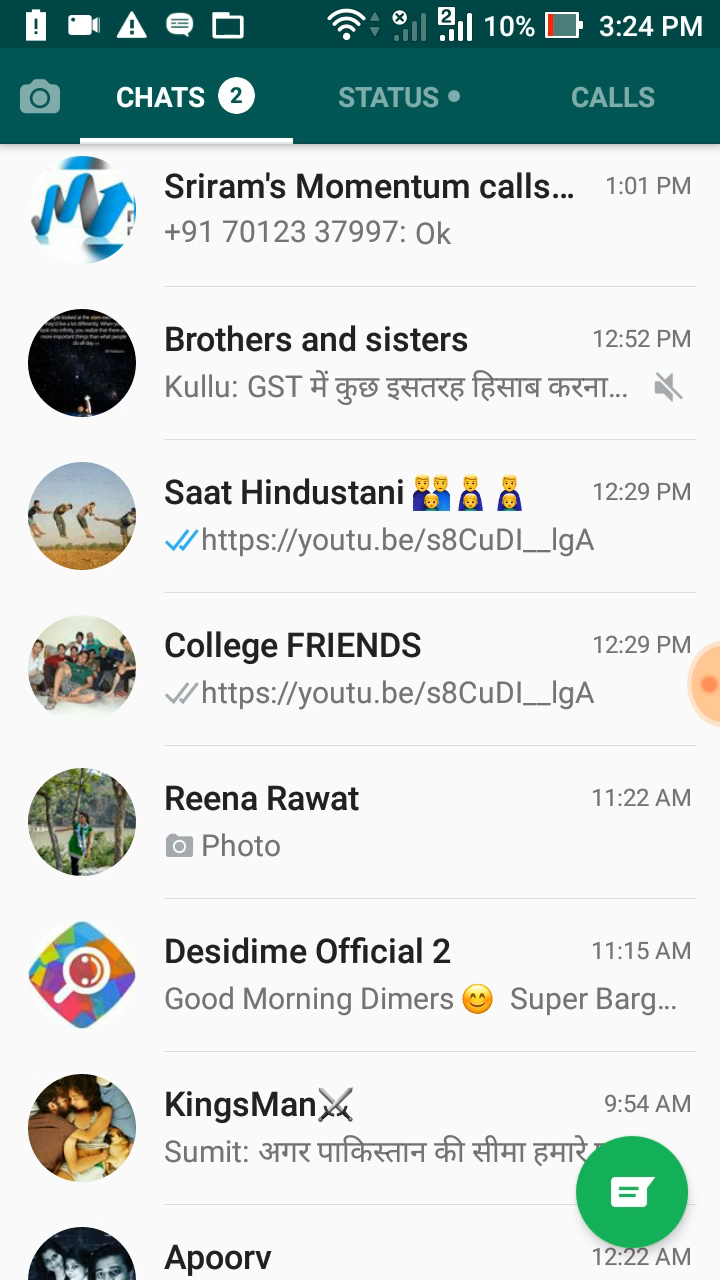 2 10% 3:24 PM
CHATS 2 STATUS CALLS
Sriram's Momentum calls... 1:01 PM
+91 70123 37997: Ok
Brothers and sisters 12:52 PM
Kullu: GST में कुछ इसतरह हिसाब करना...
Saat Hindustani 👨‍👨‍👦👨‍👦 👨‍👦 12:29 PM
https://youtu.be/s8CuDI__lgA
College FRIENDS 12:29 PM
https://youtu.be/s8CuDI__lgA
Reena Rawat 11:22 AM
Photo
Desidime Official 2 11:15 AM
Good Morning Dimers 😊 Super Barg...
KingsMan⚔ 9:54 AM
Sumit: अगर पाकिस्तान की सीमा हमारे
Apoorv 12:22 AM